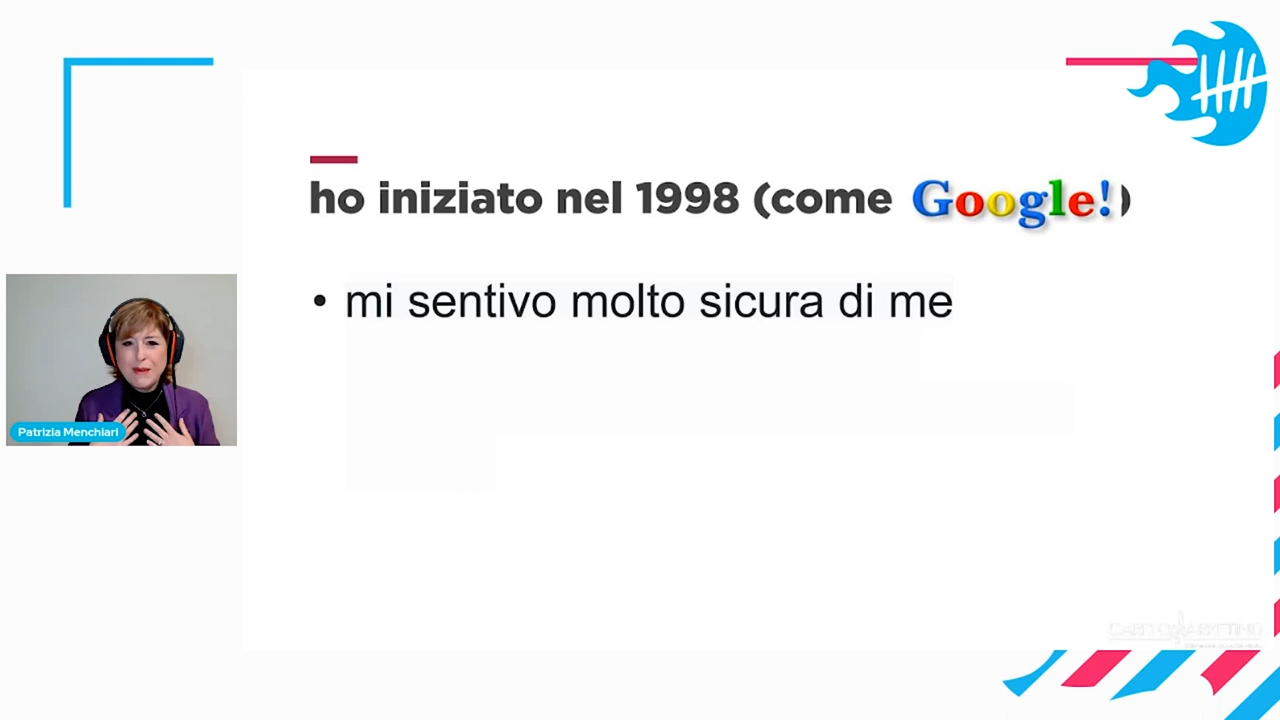 ho iniziato nel 1998 (come Google!)
• mi sentivo molto sicura di me
Patrizia Menchiari